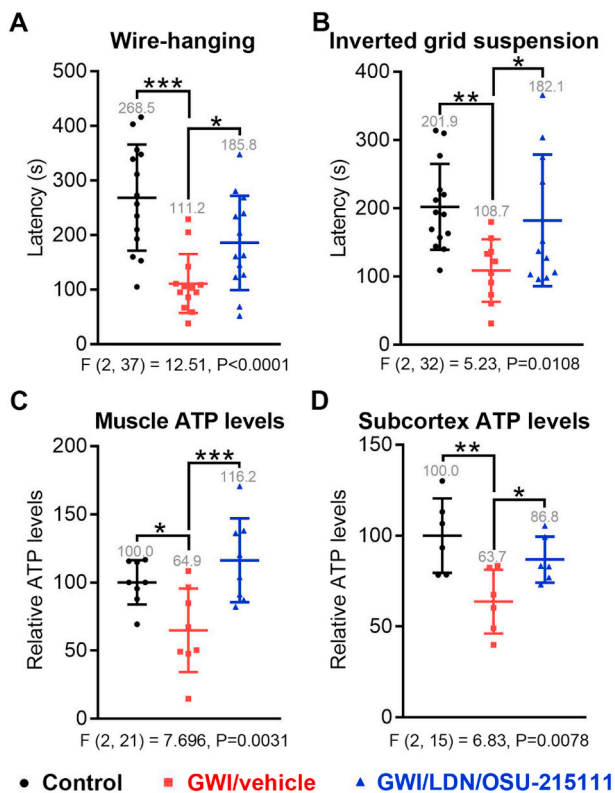 A
Wire-hanging
Latency (s)
500
400
300
200
100
0
268.5
111.2
185.8
***
*
F (2, 37) = 12.51, P<0.0001
B
Inverted grid suspension
Latency (s)
400
300
200
100
0
201.9
108.7
182.1
**
*
F (2, 32) = 5.23, P=0.0108
C
Muscle ATP levels
Relative ATP levels
200
150
100
50
0
100.0
64.9
116.2
*
***
F (2, 21) = 7.696, P=0.0031
D
Subcortex ATP levels
Relative ATP levels
150
100
50
0
100.0
63.7
86.8
**
*
F (2, 15) = 6.83, P=0.0078
Control
GWI/vehicle
GWI/LDN/OSU-215111